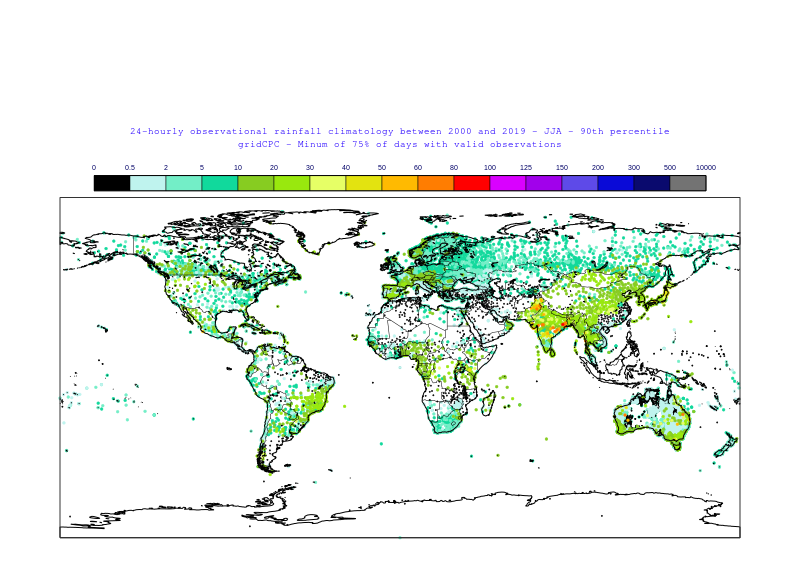 24-hourly observational rainfall climatology between 2000 and 2019 - JJA - 90th percentile
gridCPC - Minum of 75% of days with valid observations
0 0.5 2 5 10 20 30 40 50 60 80 100 125 150 200 300 500 10000